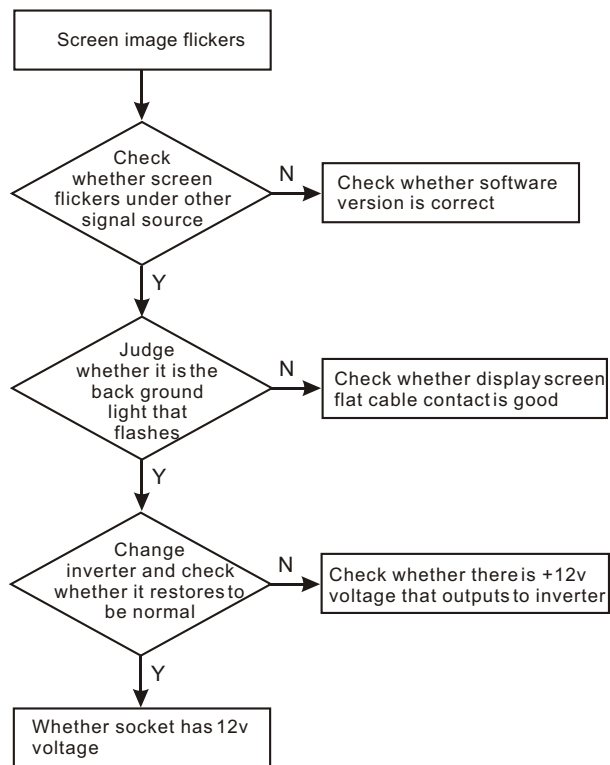 Screen image flickers
Check
whether screen
flickers under other
signal source
N
Check whether software
version is correct
Y
Judge
whether it is the
back ground
light that
flashes
N
Check whether display screen
flat cable contact is good
Y
Change
inverter and check
whether it restores to
be normal
N
Check whether there is +12v
voltage that outputs to inverter
Y
Whether socket has 12v
voltage